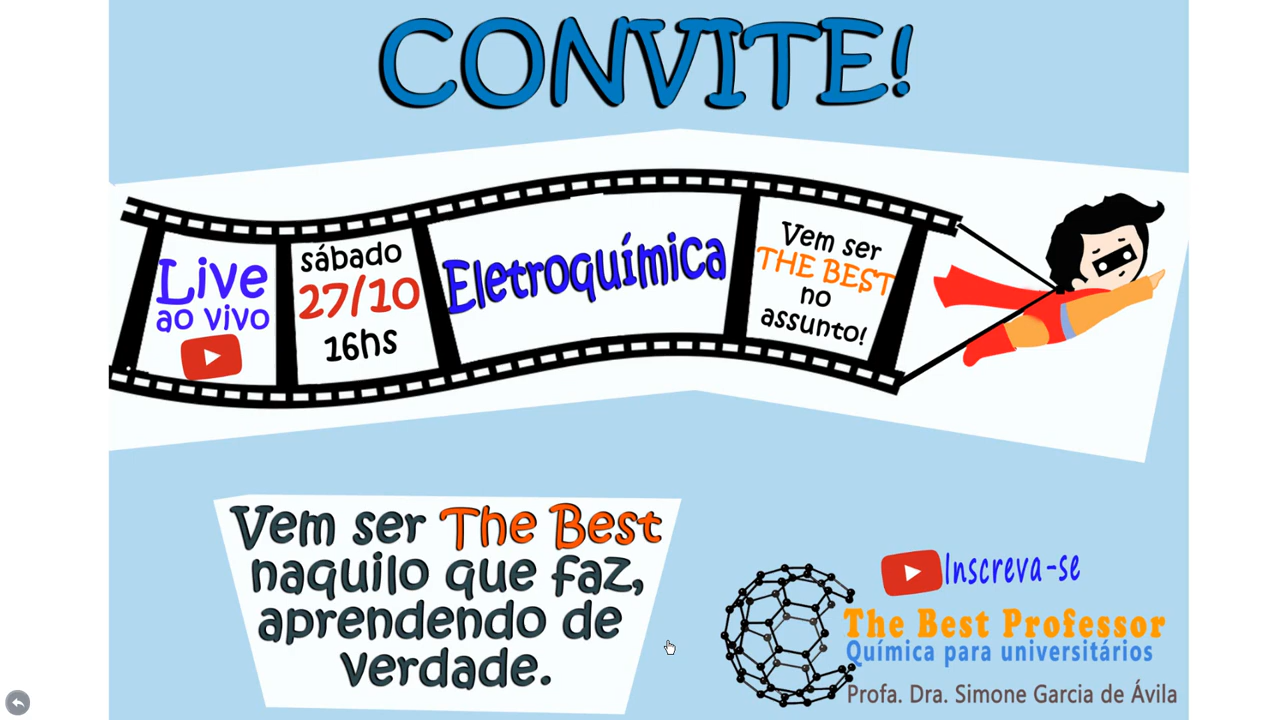 CONVITE!
Live
ao vivo
sábado
27/10
16hs
Eletroquímica
Vem ser
THE BEST
no
assunto!
Vem ser The Best
naquilo que faz,
aprendendo de
verdade.
Inscreva-se
The Best Professor
Química para universitários
Profa. Dra. Simone Garcia de Ávila